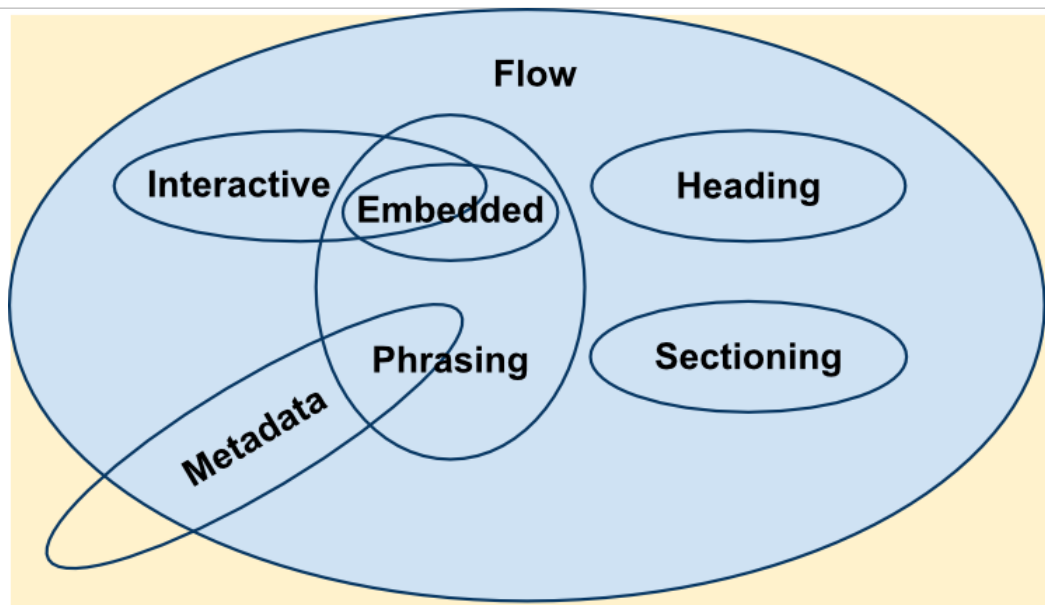 Flow
Interactive
Embedded
Heading
Phrasing
Sectioning
Metadata